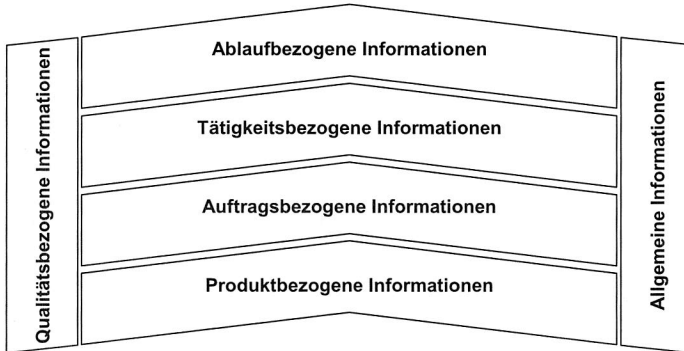 Qualitätsbezogene Informationen
Ablaufbezogene Informationen
Tätigkeitsbezogene Informationen
Auftragsbezogene Informationen
Produktbezogene Informationen
Allgemeine Informationen